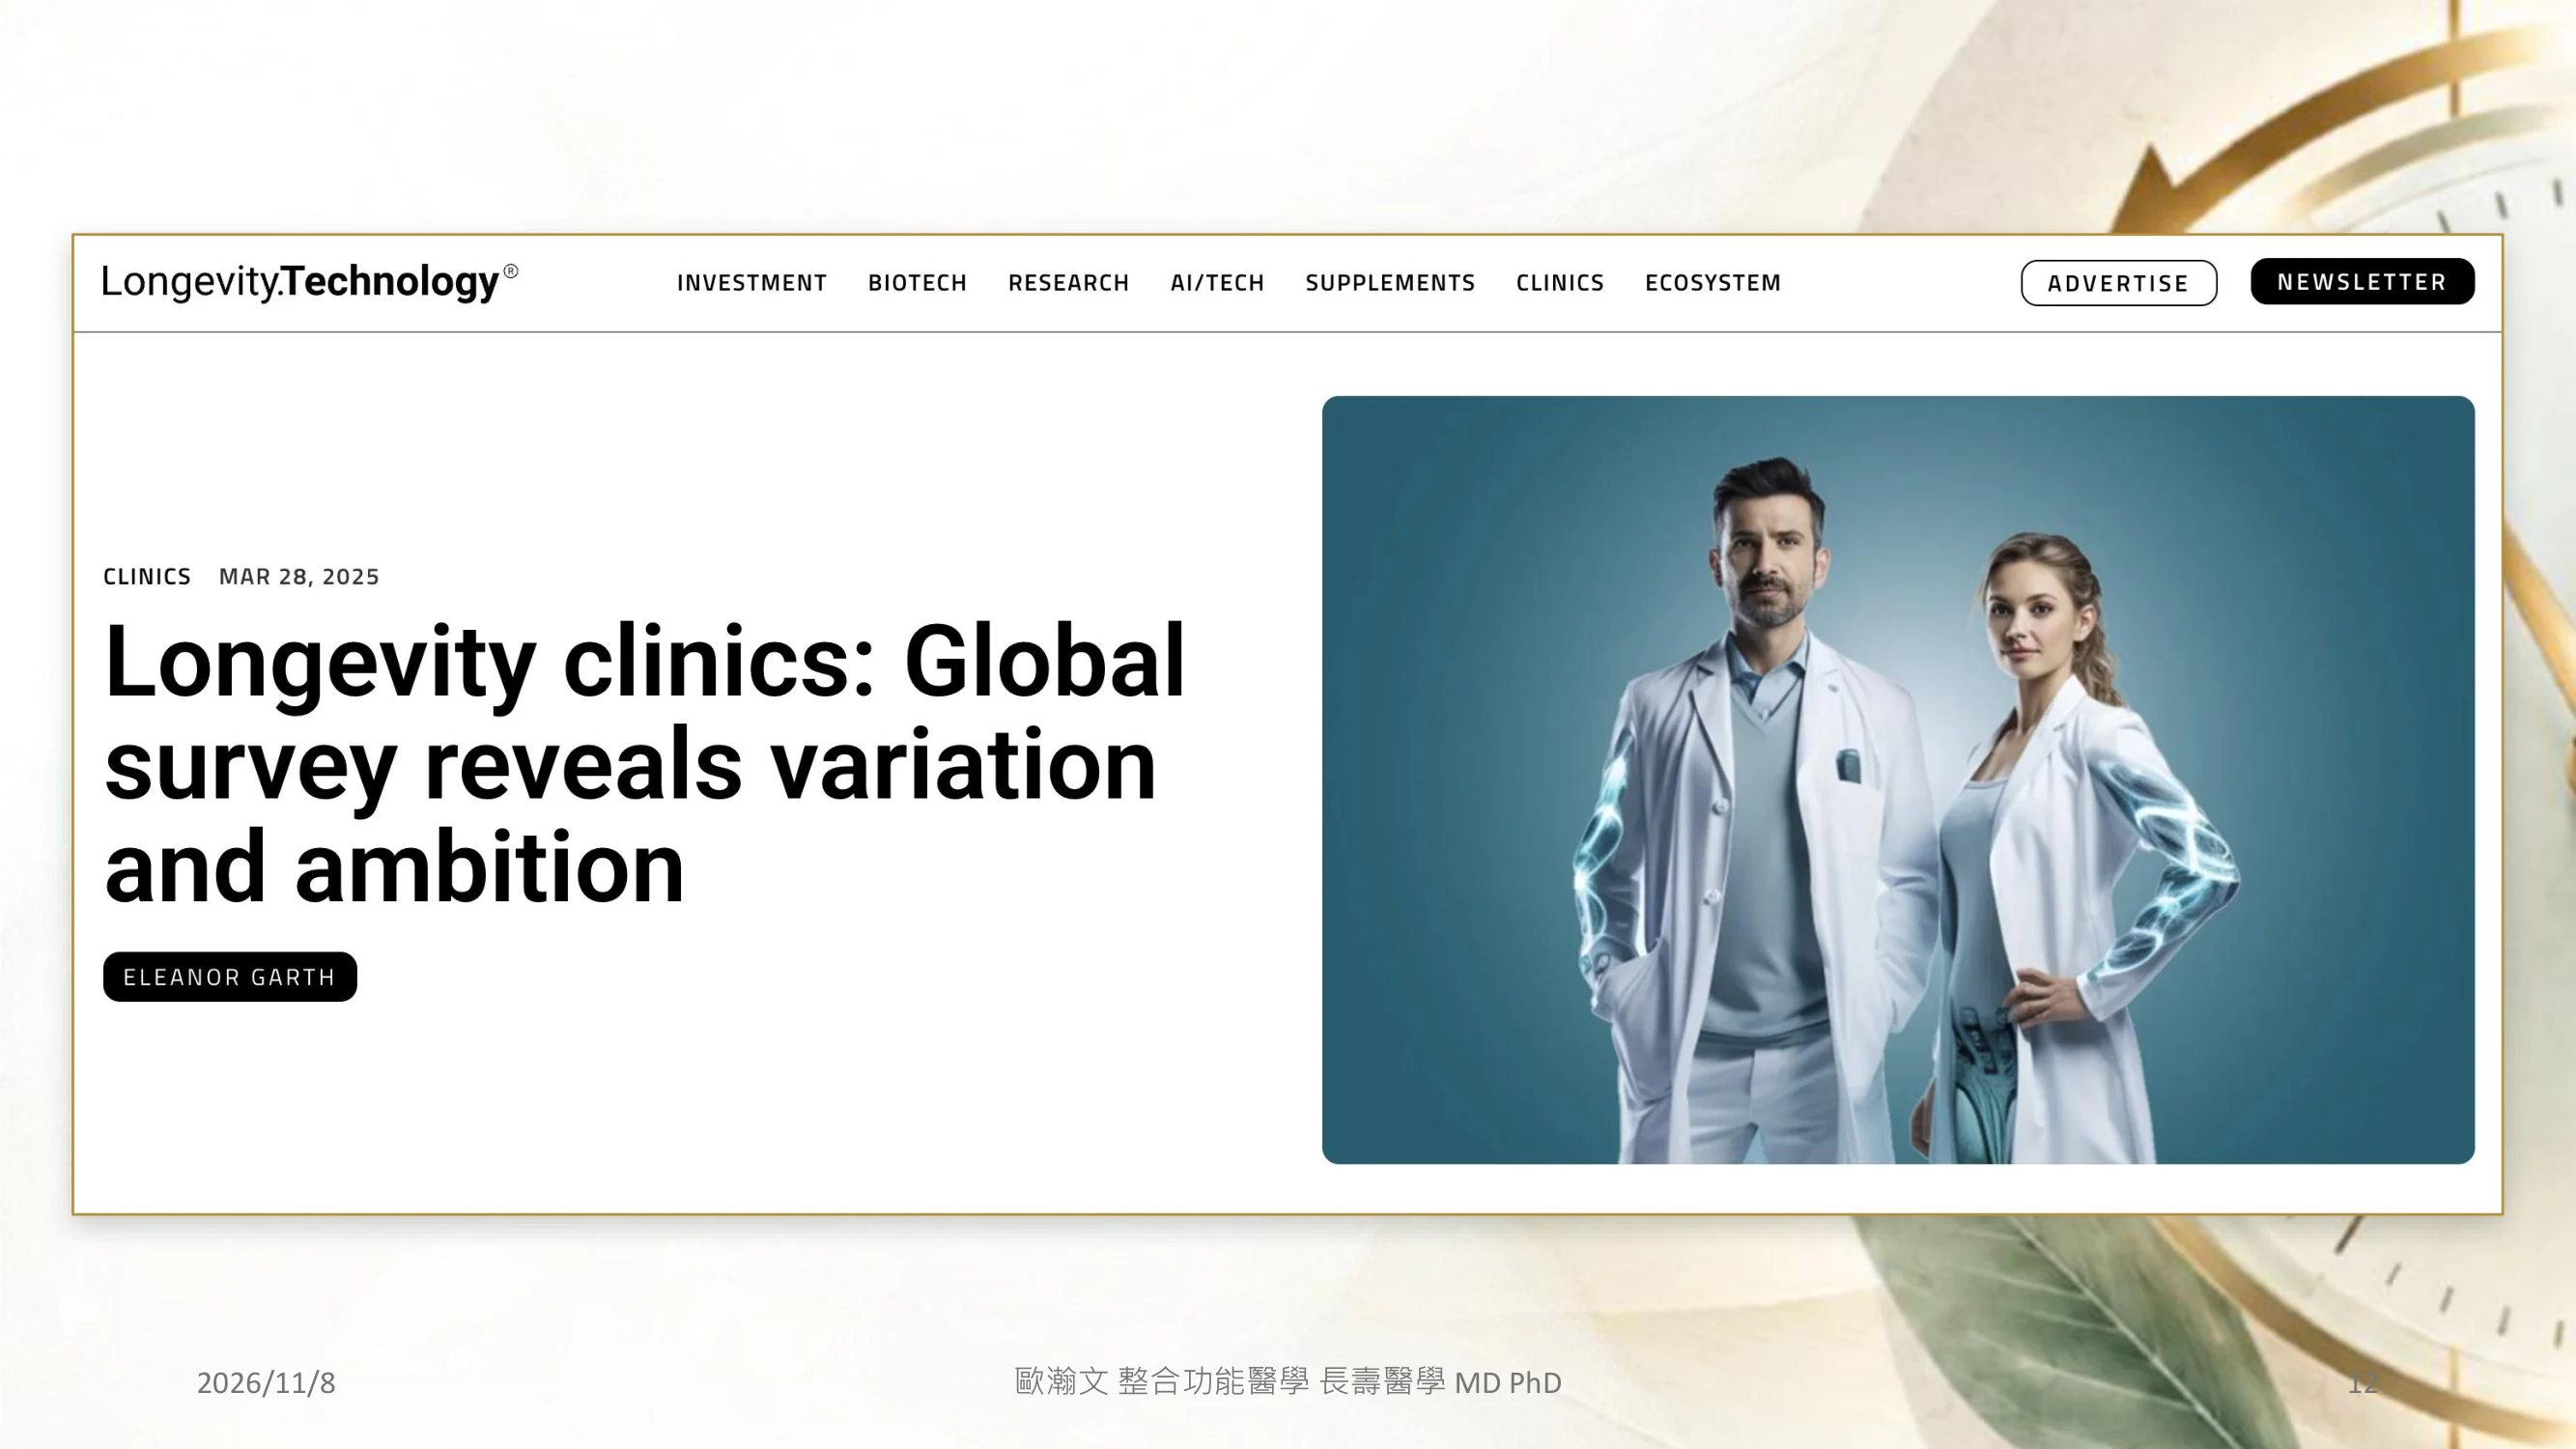 Longevity.Technology®
INVESTMENT BIOTECH RESEARCH AI/TECH SUPPLEMENTS CLINICS ECOSYSTEM
ADVERTISE NEWSLETTER
CLINICS MAR 28, 2025
Longevity clinics: Global
survey reveals variation
and ambition
ELEANOR GARTH
2026/11/8
歐瀚文 整合功能醫學 長壽醫學 MD PhD
12